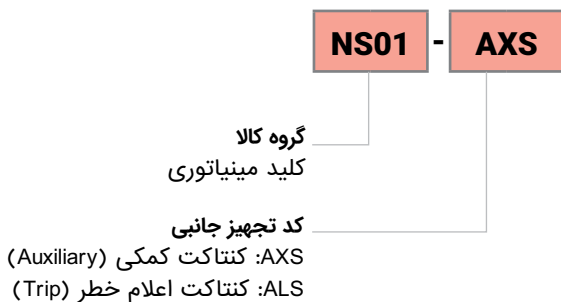 NS01 - AXS
گروه کالا
کلید مینیاتوری
کد تجهیز جانبی
AXS: کنتاکت کمکی (Auxiliary)
ALS: کنتاکت اعلام خطر (Trip)